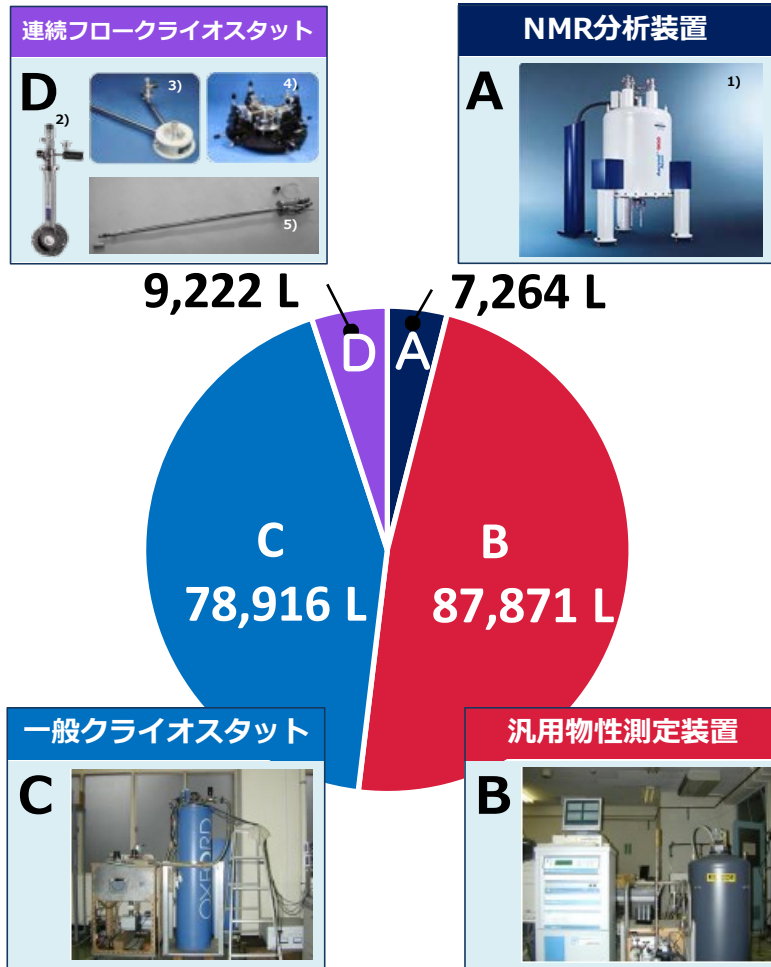 連続フロークライオスタット
D
2)
3)
4)
5)
NMR分析装置
A
1)
9,222 L
7,264 L
D
A
C
78,916 L
B
87,871 L
一般クライオスタット
C
OXFORD
汎用物性測定装置
B